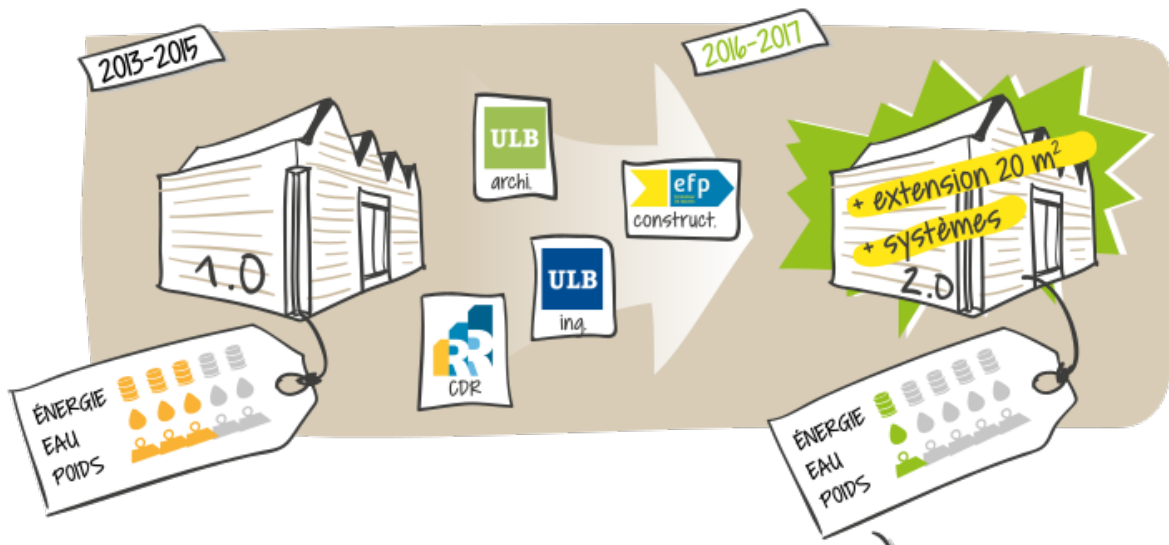 2013-2015
2016-2017
ULB
archi.
efp
construct.
ULB
ing.
RR
CDR
1.0
+ extension 20 m²
+ systèmes
2.0
ÉNERGIE
EAU
POIDS
ÉNERGIE
EAU
POIDS